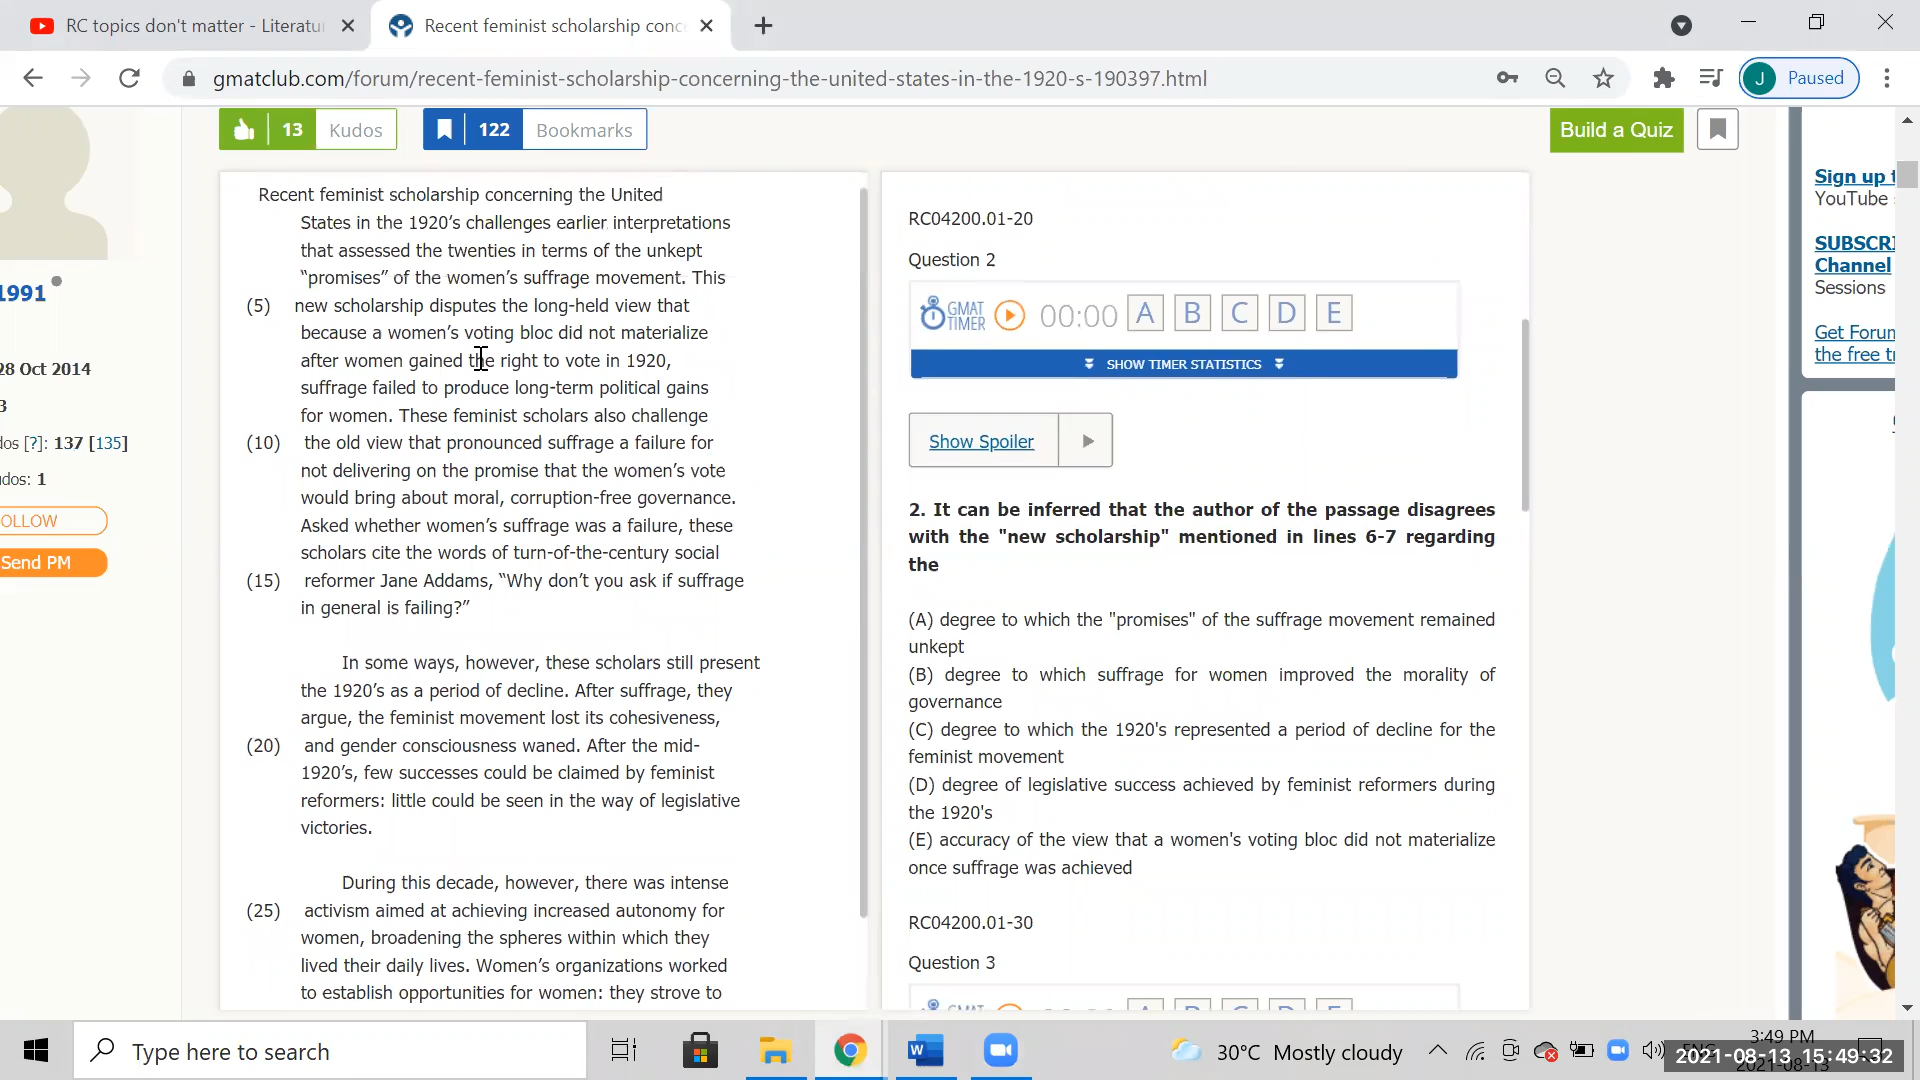 RC topics don't matter - Literatu
Recent feminist scholarship conc
gmatclub.com/forum/recent-feminist-scholarship-concerning-the-united-states-in-the-1920-s-190397.html
J Paused
13 Kudos
122 Bookmarks
Build a Quiz
1991
28 Oct 2014
3
dos [?]: 137 [135]
udos: 1
OLLOW
Send PM
Recent feminist scholarship concerning the United
States in the 1920's challenges earlier interpretations
that assessed the twenties in terms of the unkept
“promises” of the women's suffrage movement. This
(5) new scholarship disputes the long-held view that
because a women's voting bloc did not materialize
after women gained the right to vote in 1920,
suffrage failed to produce long-term political gains
for women. These feminist scholars also challenge
(10) the old view that pronounced suffrage a failure for
not delivering on the promise that the women's vote
would bring about moral, corruption-free governance.
Asked whether women's suffrage was a failure, these
scholars cite the words of turn-of-the-century social
(15) reformer Jane Addams, “Why don't you ask if suffrage
in general is failing?”
In some ways, however, these scholars still present
the 1920's as a period of decline. After suffrage, they
argue, the feminist movement lost its cohesiveness,
(20) and gender consciousness waned. After the mid-
1920's, few successes could be claimed by feminist
reformers: little could be seen in the way of legislative
victories.
During this decade, however, there was intense
(25) activism aimed at achieving increased autonomy for
women, broadening the spheres within which they
lived their daily lives. Women's organizations worked
to establish opportunities for women: they strove to
RC04200.01-20
Question 2
GMAT
TIMER
00:00 A B C D E
SHOW TIMER STATISTICS
Show Spoiler
2. It can be inferred that the author of the passage disagrees
with the "new scholarship" mentioned in lines 6-7 regarding
the
(A) degree to which the "promises" of the suffrage movement remained
unkept
(B) degree to which suffrage for women improved the morality of
governance
(C) degree to which the 1920's represented a period of decline for the
feminist movement
(D) degree of legislative success achieved by feminist reformers during
the 1920's
(E) accuracy of the view that a women's voting bloc did not materialize
once suffrage was achieved
RC04200.01-30
Question 3
Sign up t
YouTube
SUBSCRI
Channel
Sessions
Get Forum
the free t
Type here to search
30°C Mostly cloudy
3:49 PM
2021-08-13 15:49:32